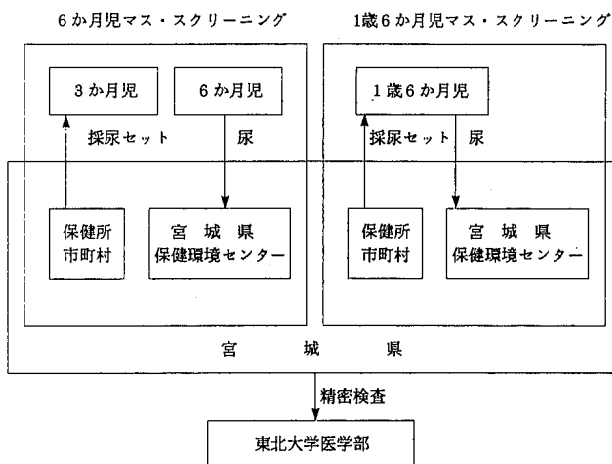 6か月児マス・スクリーニング
1歳6か月児マス・スクリーニング
3か月児
6か月児
1歳6か月児
採尿セット
尿
採尿セット
尿
保健所
市町村
宮城県
保健環境センター
保健所
市町村
宮城県
保健環境センター
宮城県
精密検査
東北大学医学部